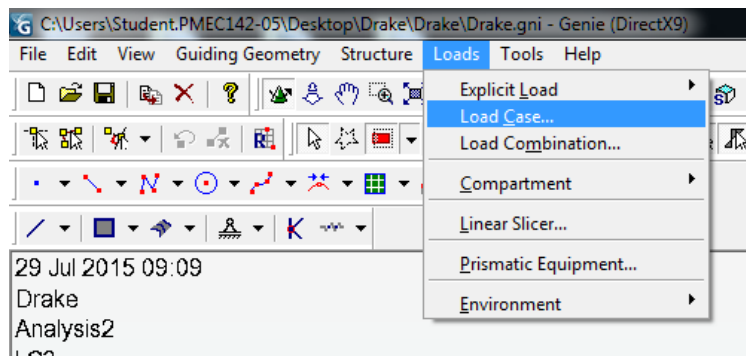 C:\Users\Student.PMEC142-05\Desktop\Drake\Drake\Drake.gni - Genie (DirectX9)
File Edit View Guiding Geometry Structure Loads Tools Help
Explicit Load
Load Case...
Load Combination...
Compartment
Linear Slicer...
Prismatic Equipment...
Environment
29 Jul 2015 09:09
Drake
Analysis2